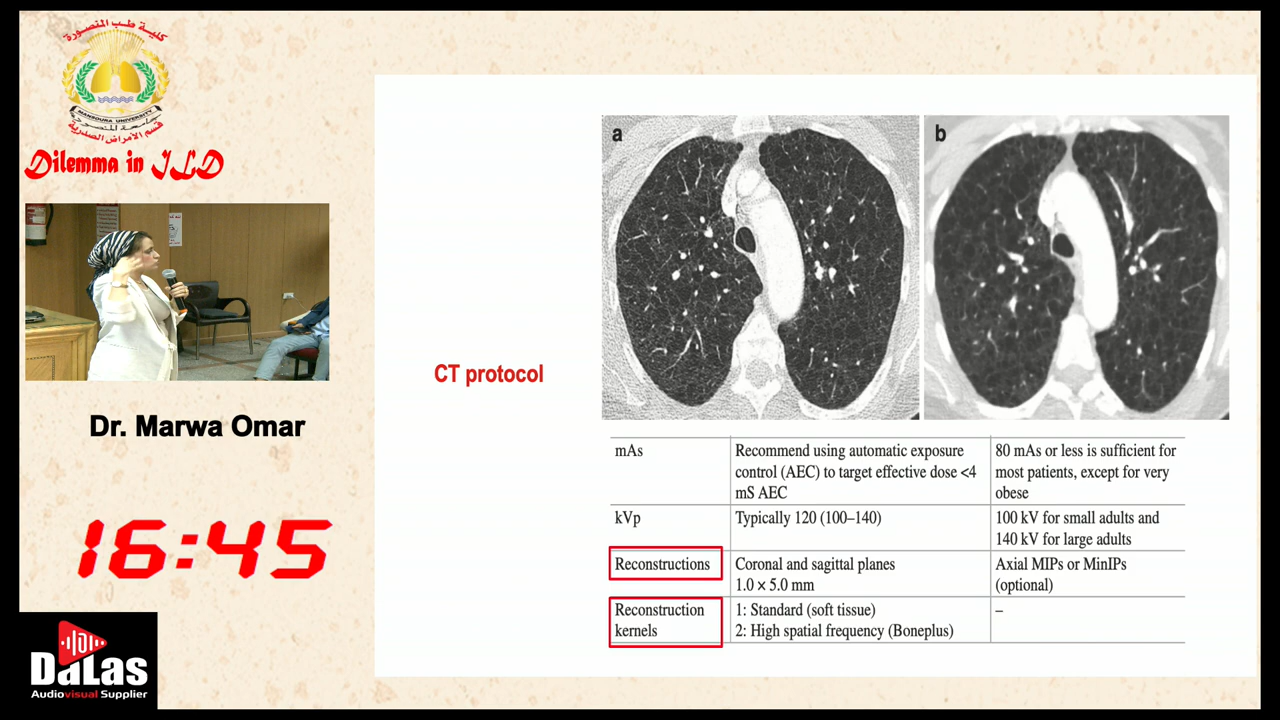 كلية طب المنصورة
MANSOURA UNIVERSITY
قسم الأمراض الصدرية
Dilemma in ILD
Dr. Marwa Omar
16:45
DaLas
Audiovisual Supplier
CT protocol
a
b
mAs
Recommend using automatic exposure
control (AEC) to target effective dose <4
mS AEC
80 mAs or less is sufficient for
most patients, except for very
obese
kVp
Typically 120 (100–140)
100 kV for small adults and
140 kV for large adults
Reconstructions
Coronal and sagittal planes
1.0 × 5.0 mm
Axial MIPs or MinIPs
(optional)
Reconstruction
kernels
1: Standard (soft tissue)
2: High spatial frequency (Boneplus)
–